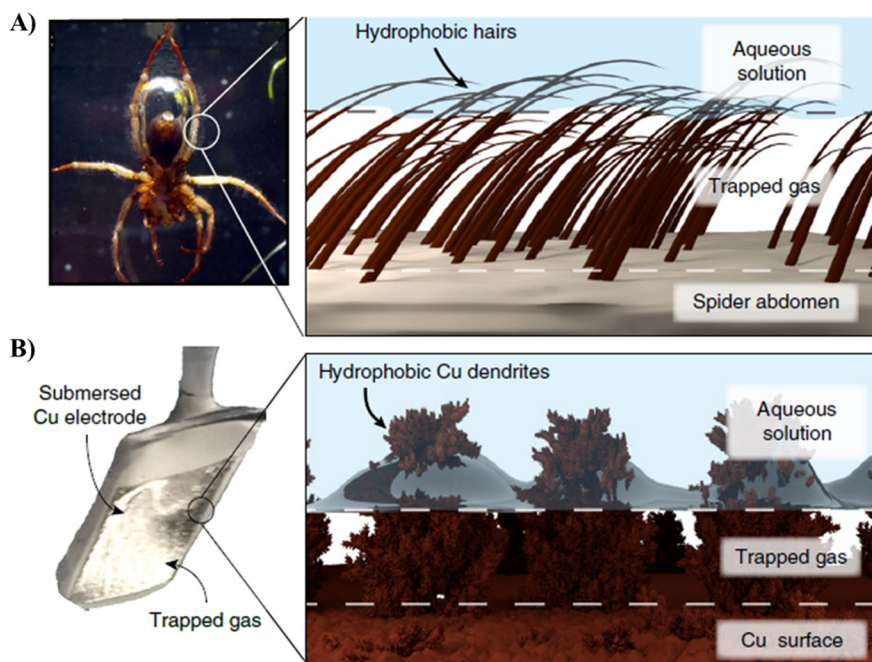 A)
Hydrophobic hairs
Aqueous
solution
Trapped gas
Spider abdomen
B)
Submersed
Cu electrode
Trapped gas
Hydrophobic Cu dendrites
Aqueous
solution
Trapped gas
Cu surface